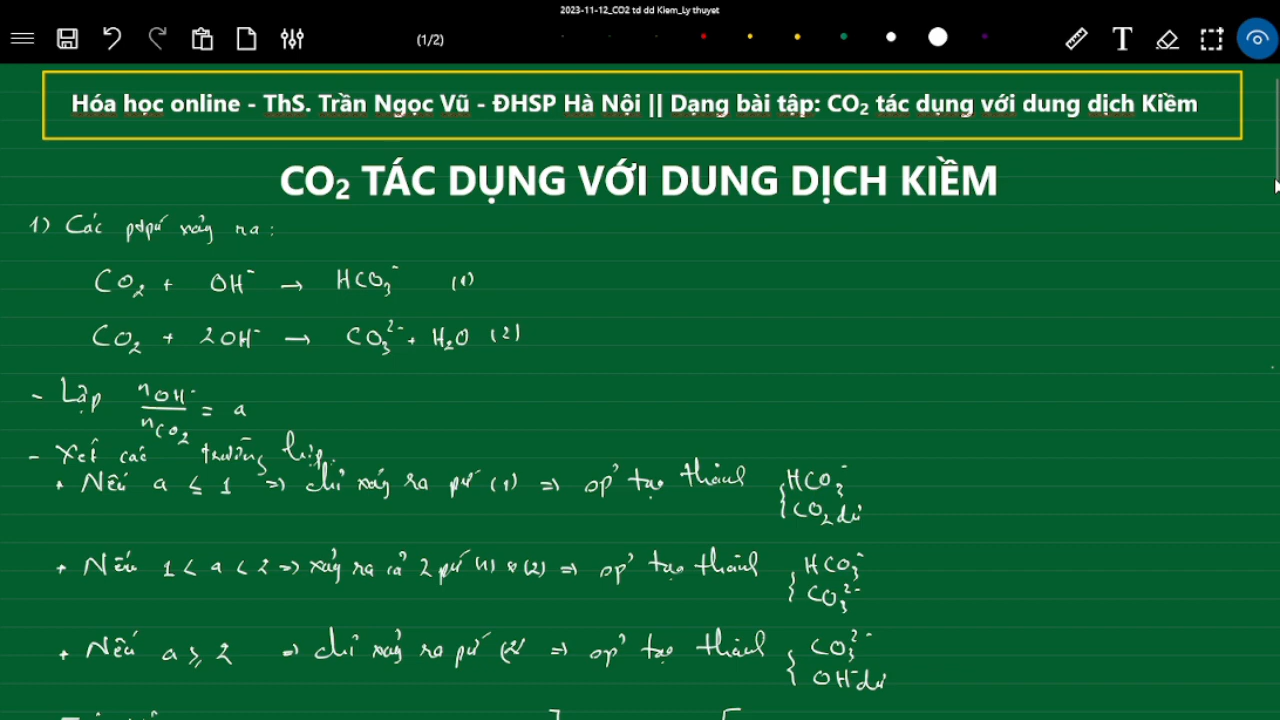 2023-11-12_CO2 td dd Kiem_Ly thuyet
(1/2)
T
Hóa học online - ThS. Trần Ngọc Vũ - ĐHSP Hà Nội || Dạng bài tập: CO₂ tác dụng với dung dịch Kiềm
CO₂ TÁC DỤNG VỚI DUNG DỊCH KIỀM
1) Các ptpứ xảy ra:
CO₂ + OH⁻ → HCO₃⁻ (1)
CO₂ + 2OH⁻ → CO₃²⁻ + H₂O (2)
- Lập nOH⁻ / nCO₂ = a
- Xét các trường hợp:
+ Nếu a ≤ 1 => chỉ xảy ra pứ (1) => sp' tạo thành { HCO₃⁻
CO₂ dư
+ Nếu 1 < a < 2 => xảy ra cả 2 pứ (1) & (2) => sp' tạo thành { HCO₃⁻
CO₃²⁻
+ Nếu a ≥ 2 => chỉ xảy ra pứ (2) => sp' tạo thành { CO₃²⁻
OH⁻ dư